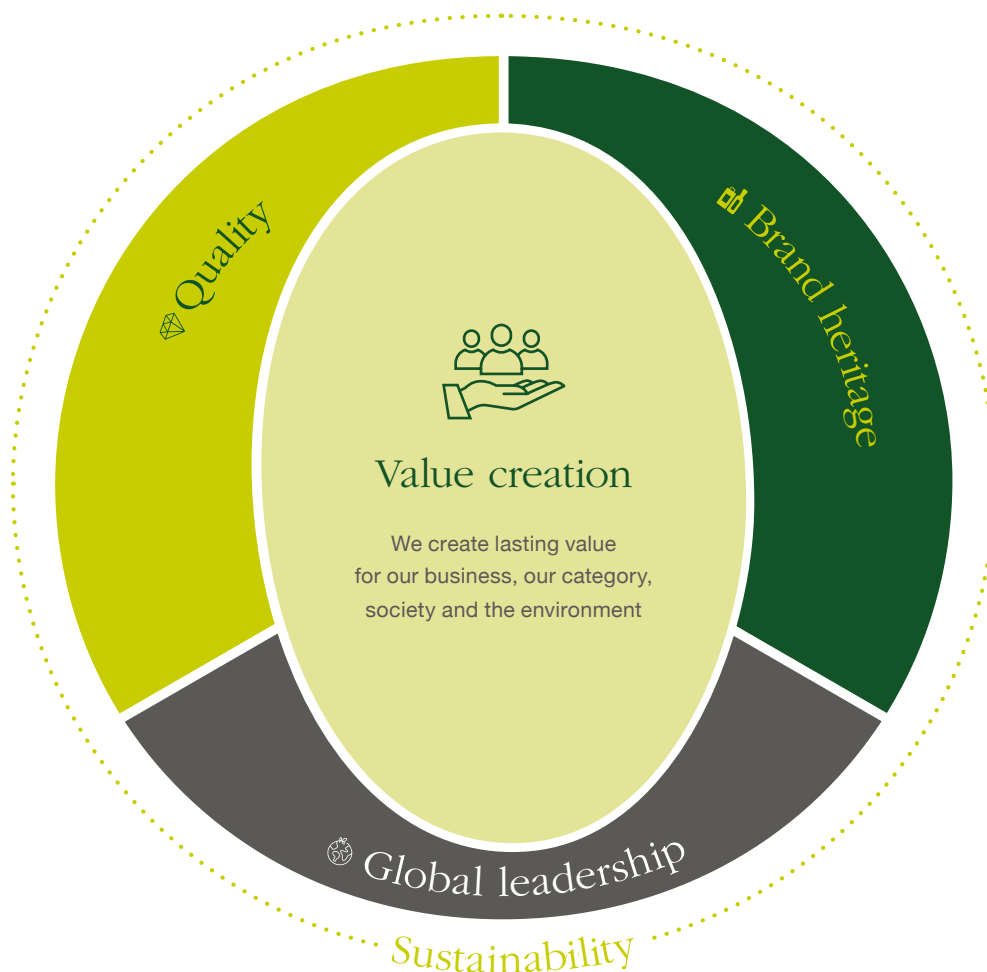 Quality
Brand heritage
Value creation
We create lasting value
for our business, our category,
society and the environment
Global leadership
Sustainability